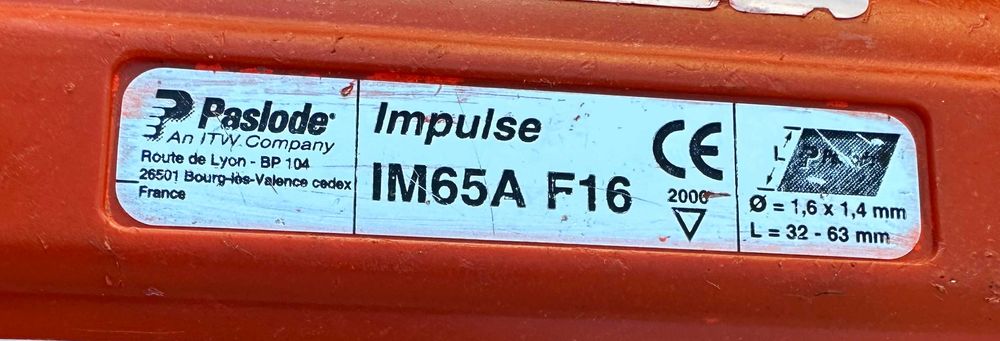 Paslode
An ITW Company
Route de Lyon - BP 104
26501 Bourg-lès-Valence cedex
France
Impulse
IM65A F16
CE
2000
L
Ø = 1,6 x 1,4 mm
L = 32 - 63 mm